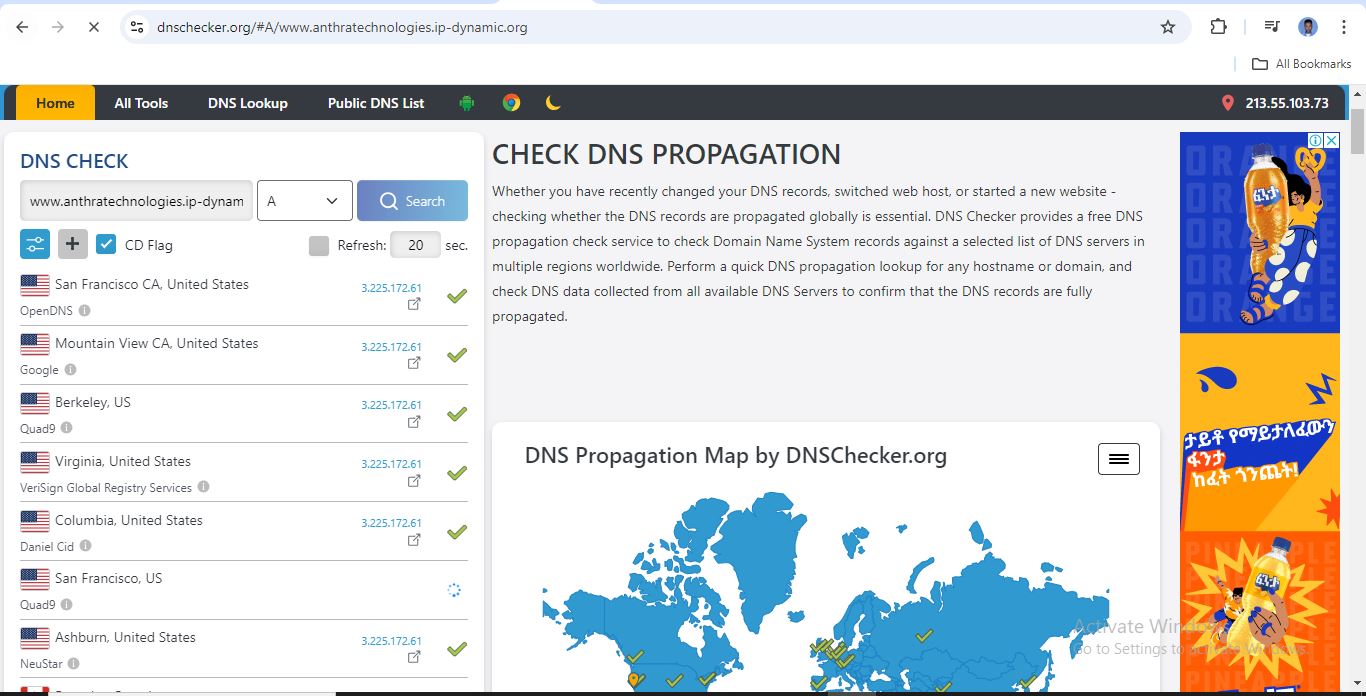 dnschecker.org/#A/www.anthratechnologies.ip-dynamic.org
All Bookmarks
Home
All Tools
DNS Lookup
Public DNS List
213.55.103.73
DNS CHECK
www.anthratechnologies.ip-dynam
A
Search
CD Flag
Refresh:
20
sec.
San Francisco CA, United States
3.225.172.61
OpenDNS
Mountain View CA, United States
3.225.172.61
Google
Berkeley, US
3.225.172.61
Quad9
Virginia, United States
3.225.172.61
VeriSign Global Registry Services
Columbia, United States
3.225.172.61
Daniel Cid
San Francisco, US
Quad9
Ashburn, United States
3.225.172.61
NeuStar
CHECK DNS PROPAGATION
Whether you have recently changed your DNS records, switched web host, or started a new website -
checking whether the DNS records are propagated globally is essential. DNS Checker provides a free DNS
propagation check service to check Domain Name System records against a selected list of DNS servers in
multiple regions worldwide. Perform a quick DNS propagation lookup for any hostname or domain, and
check DNS data collected from all available DNS Servers to confirm that the DNS records are fully
propagated.
DNS Propagation Map by DNSChecker.org
ORANGE
ORANGE
ORANGE
ORANGE
ORANGE
ፋንታ
ታይቶ የማይታለፈውን
ፋንታ
ከፈት ጎንጨት!
ፋንታ
Activate Windows
Go to Settings to activate Windows.